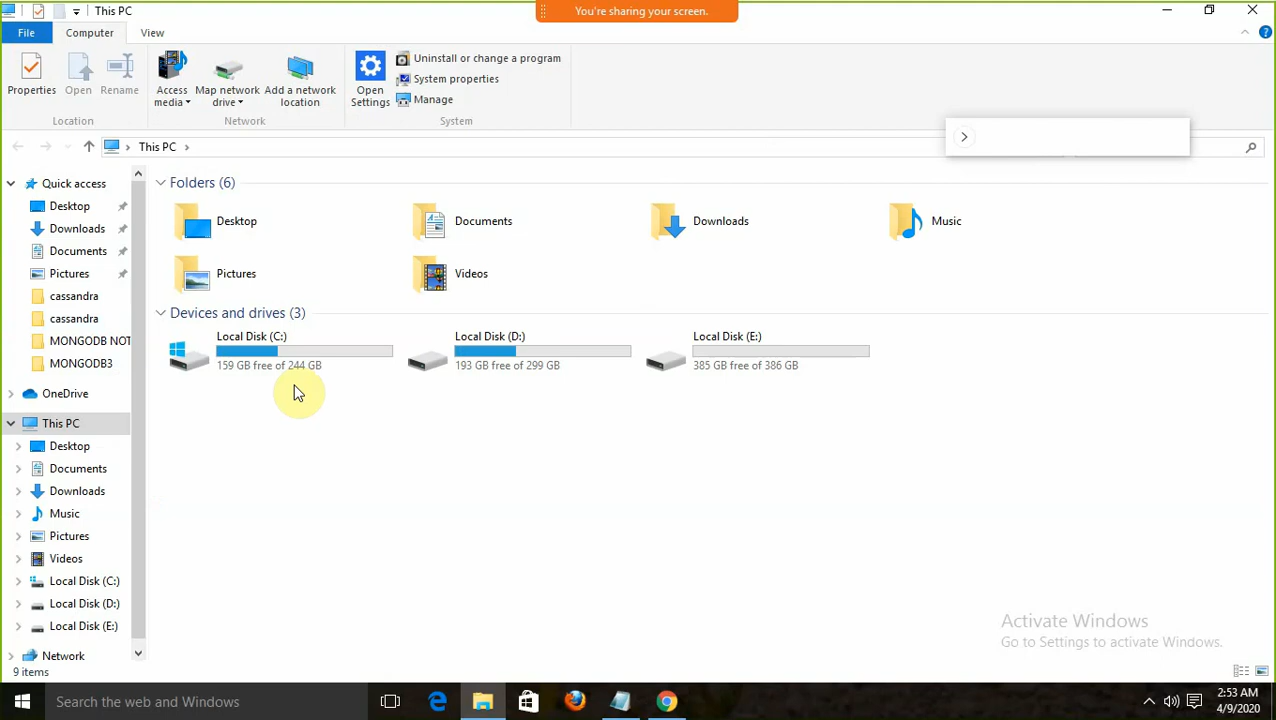 This PC
You're sharing your screen.
File
Computer
View
Properties
Open
Rename
Access media
Map network drive
Add a network location
Open Settings
Uninstall or change a program
System properties
Manage
Location
Network
System
This PC
Quick access
Desktop
Downloads
Documents
Pictures
cassandra
cassandra
MONGODB NOT
MONGODB3
OneDrive
This PC
Desktop
Documents
Downloads
Music
Pictures
Videos
Local Disk (C:)
Local Disk (D:)
Local Disk (E:)
Network
Folders (6)
Desktop
Documents
Downloads
Music
Pictures
Videos
Devices and drives (3)
Local Disk (C:)
159 GB free of 244 GB
Local Disk (D:)
193 GB free of 299 GB
Local Disk (E:)
385 GB free of 386 GB
Activate Windows
Go to Settings to activate Windows.
9 items
Search the web and Windows
2:53 AM
4/9/2020